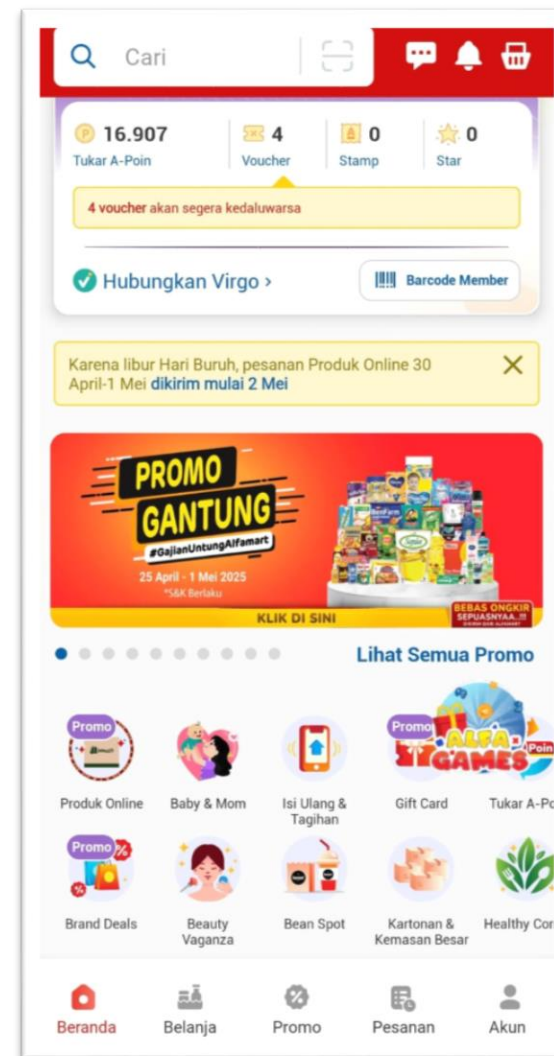 Cari
16.907
Tukar A-Poin
4
Voucher
0
Stamp
0
Star
4 voucher akan segera kedaluwarsa
Hubungkan Virgo ›
Barcode Member
Karena libur Hari Buruh, pesanan Produk Online 30
April-1 Mei dikirim mulai 2 Mei
PROMO
GANTUNG
#GajianUntungAlfamart
25 April - 1 Mei 2025
*S&K Berlaku
KLIK DI SINI
BEBAS ONGKIR
SEPUASNYAA..!!
Lihat Semua Promo
Promo
Produk Online
Baby & Mom
Isi Ulang &
Tagihan
Promo
Gift Card
ALFA
GAMES
Poin
Tukar A-Po
Promo
Brand Deals
Beauty
Vaganza
Bean Spot
Kartonan &
Kemasan Besar
Healthy Cor
Beranda
Belanja
Promo
Pesanan
Akun